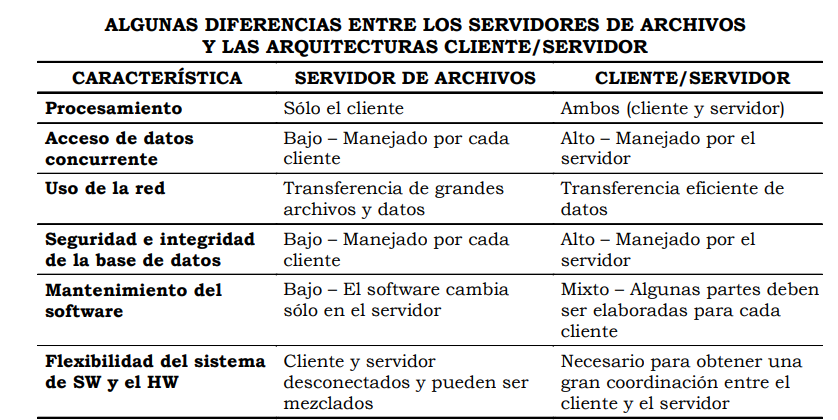 ALGUNAS DIFERENCIAS ENTRE LOS SERVIDORES DE ARCHIVOS
Y LAS ARQUITECTURAS CLIENTE/SERVIDOR
CARACTERÍSTICA SERVIDOR DE ARCHIVOS CLIENTE/SERVIDOR
Procesamiento Sólo el cliente Ambos (cliente y servidor)
Acceso de datos Bajo – Manejado por cada Alto – Manejado por el
concurrente cliente servidor
Uso de la red Transferencia de grandes Transferencia eficiente de
archivos y datos datos
Seguridad e integridad Bajo – Manejado por cada Alto – Manejado por el
de la base de datos cliente servidor
Mantenimiento del Bajo – El software cambia Mixto – Algunas partes deben
software sólo en el servidor ser elaboradas para cada
cliente
Flexibilidad del sistema Cliente y servidor Necesario para obtener una
de SW y el HW desconectados y pueden ser gran coordinación entre el
mezclados cliente y el servidor